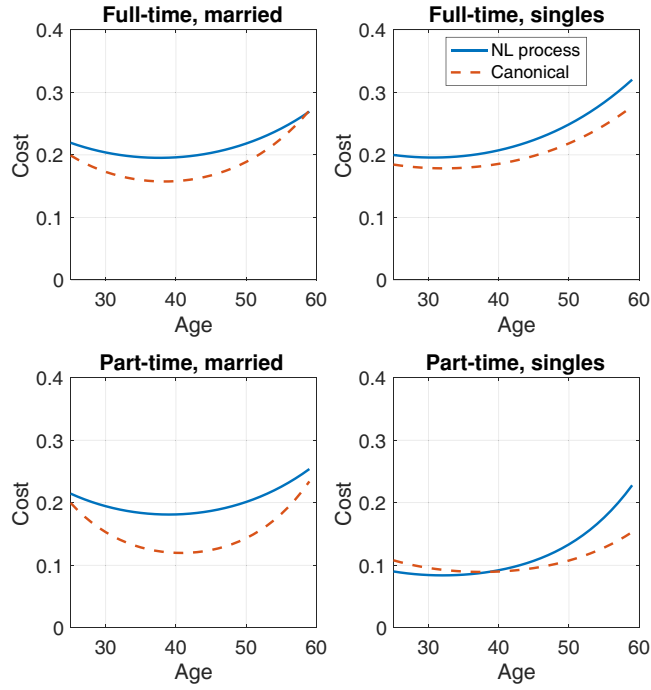 Full-time, married
0.4
0.3
0.2
0.1
0
Cost
30 40 50 60
Age
Full-time, singles
NL process
Canonical
0.4
0.3
0.2
0.1
0
Cost
30 40 50 60
Age
Part-time, married
0.4
0.3
0.2
0.1
0
Cost
30 40 50 60
Age
Part-time, singles
0.4
0.3
0.2
0.1
0
Cost
30 40 50 60
Age